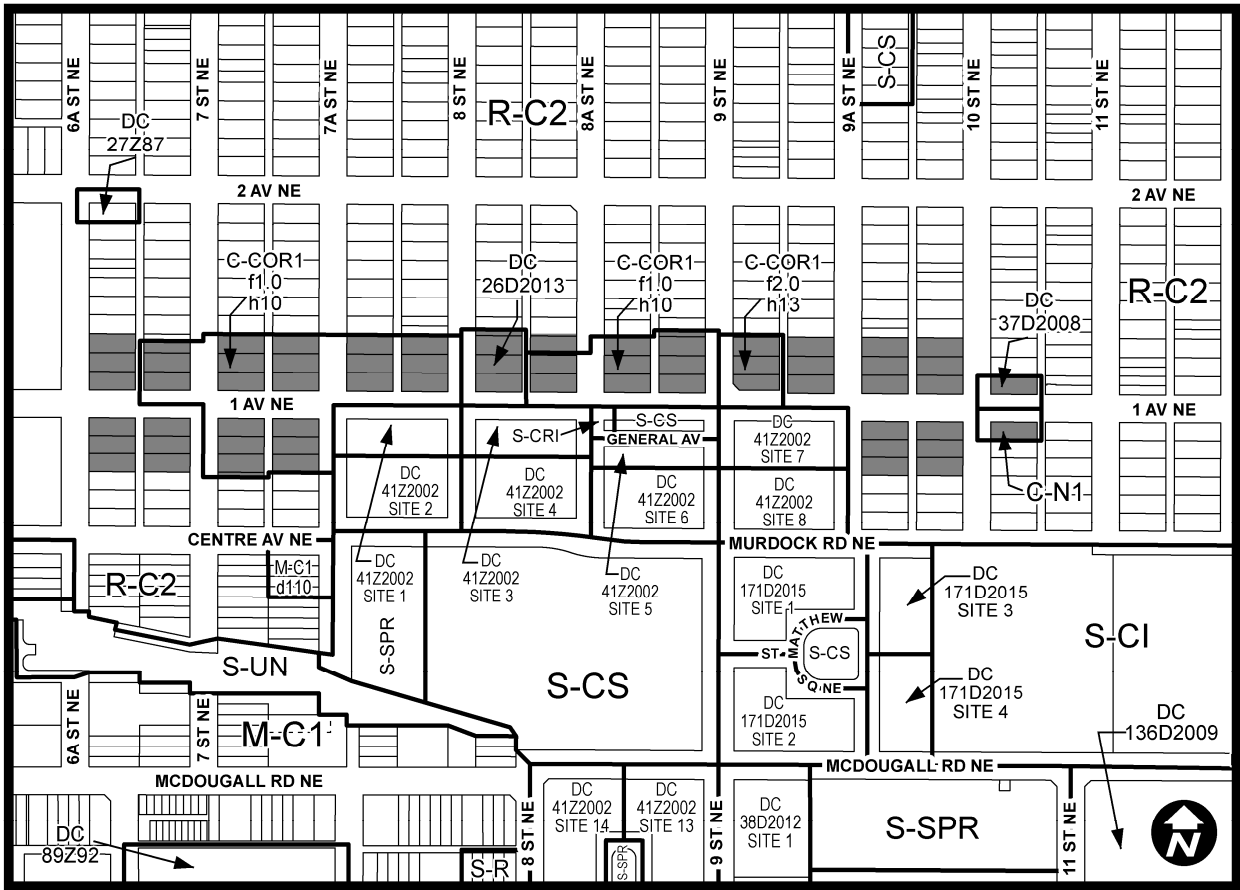 6A ST NE
7 ST NE
7A ST NE
8 ST NE
8A ST NE
9 ST NE
9A ST NE
10 ST NE
11 ST NE
S-CS
R-C2
DC
27Z87
2 AV NE
2 AV NE
C-COR1
f1.0
h10
DC
26D2013
C-COR1
f1.0
h10
C-COR1
f2.0
h13
R-C2
DC
37D2008
1 AV NE
1 AV NE
S-CRI
S-CS
GENERAL AV
DC
41Z2002
SITE 7
DC
41Z2002
SITE 2
DC
41Z2002
SITE 4
DC
41Z2002
SITE 6
DC
41Z2002
SITE 8
C-N1
CENTRE AV NE
MURDOCK RD NE
R-C2
M-C1
d110
DC
41Z2002
SITE 1
DC
41Z2002
SITE 3
DC
41Z2002
SITE 5
DC
171D2015
SITE 1
DC
171D2015
SITE 3
S-SPR
S-UN
S-CS
ST
MATTHEW
SQ NE
S-CS
S-CI
DC
171D2015
SITE 2
DC
171D2015
SITE 4
DC
136D2009
6A ST NE
7 ST NE
M-C1
MCDOUGALL RD NE
MCDOUGALL RD NE
DC
89Z92
S-R
8 ST NE
DC
41Z2002
SITE 14
DC
41Z2002
SITE 13
S-SPR
9 ST NE
DC
38D2012
SITE 1
S-SPR
11 ST NE
N